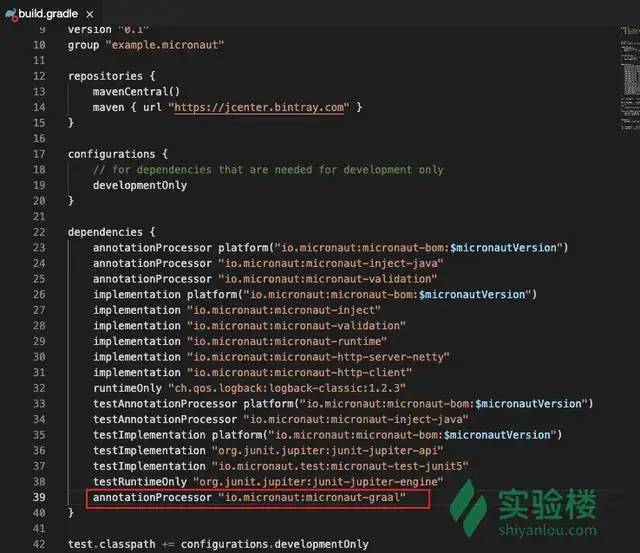 build.gradle
9 version "0.1"
10 group "example.micronaut"
11
12 repositories {
13 mavenCentral()
14 maven { url "https://jcenter.bintray.com" }
15 }
16
17 configurations {
18 // for dependencies that are needed for development only
19 developmentOnly
20 }
21
22 dependencies {
23 annotationProcessor platform("io.micronaut:micronaut-bom:$micronautVersion")
24 annotationProcessor "io.micronaut:micronaut-inject-java"
25 annotationProcessor "io.micronaut:micronaut-validation"
26 implementation platform("io.micronaut:micronaut-bom:$micronautVersion")
27 implementation "io.micronaut:micronaut-inject"
28 implementation "io.micronaut:micronaut-validation"
29 implementation "io.micronaut:micronaut-runtime"
30 implementation "io.micronaut:micronaut-http-server-netty"
31 implementation "io.micronaut:micronaut-http-client"
32 runtimeOnly "ch.qos.logback:logback-classic:1.2.3"
33 testAnnotationProcessor platform("io.micronaut:micronaut-bom:$micronautVersion")
34 testAnnotationProcessor "io.micronaut:micronaut-inject-java"
35 testImplementation platform("io.micronaut:micronaut-bom:$micronautVersion")
36 testImplementation "org.junit.jupiter:junit-jupiter-api"
37 testImplementation "io.micronaut.test:micronaut-test-junit5"
38 testRuntimeOnly "org.junit.jupiter:junit-jupiter-engine"
39 annotationProcessor "io.micronaut:micronaut-graal"
40 }
41
42 test.classpath += configurations.developmentOnly
实验楼
shiyanlou.com